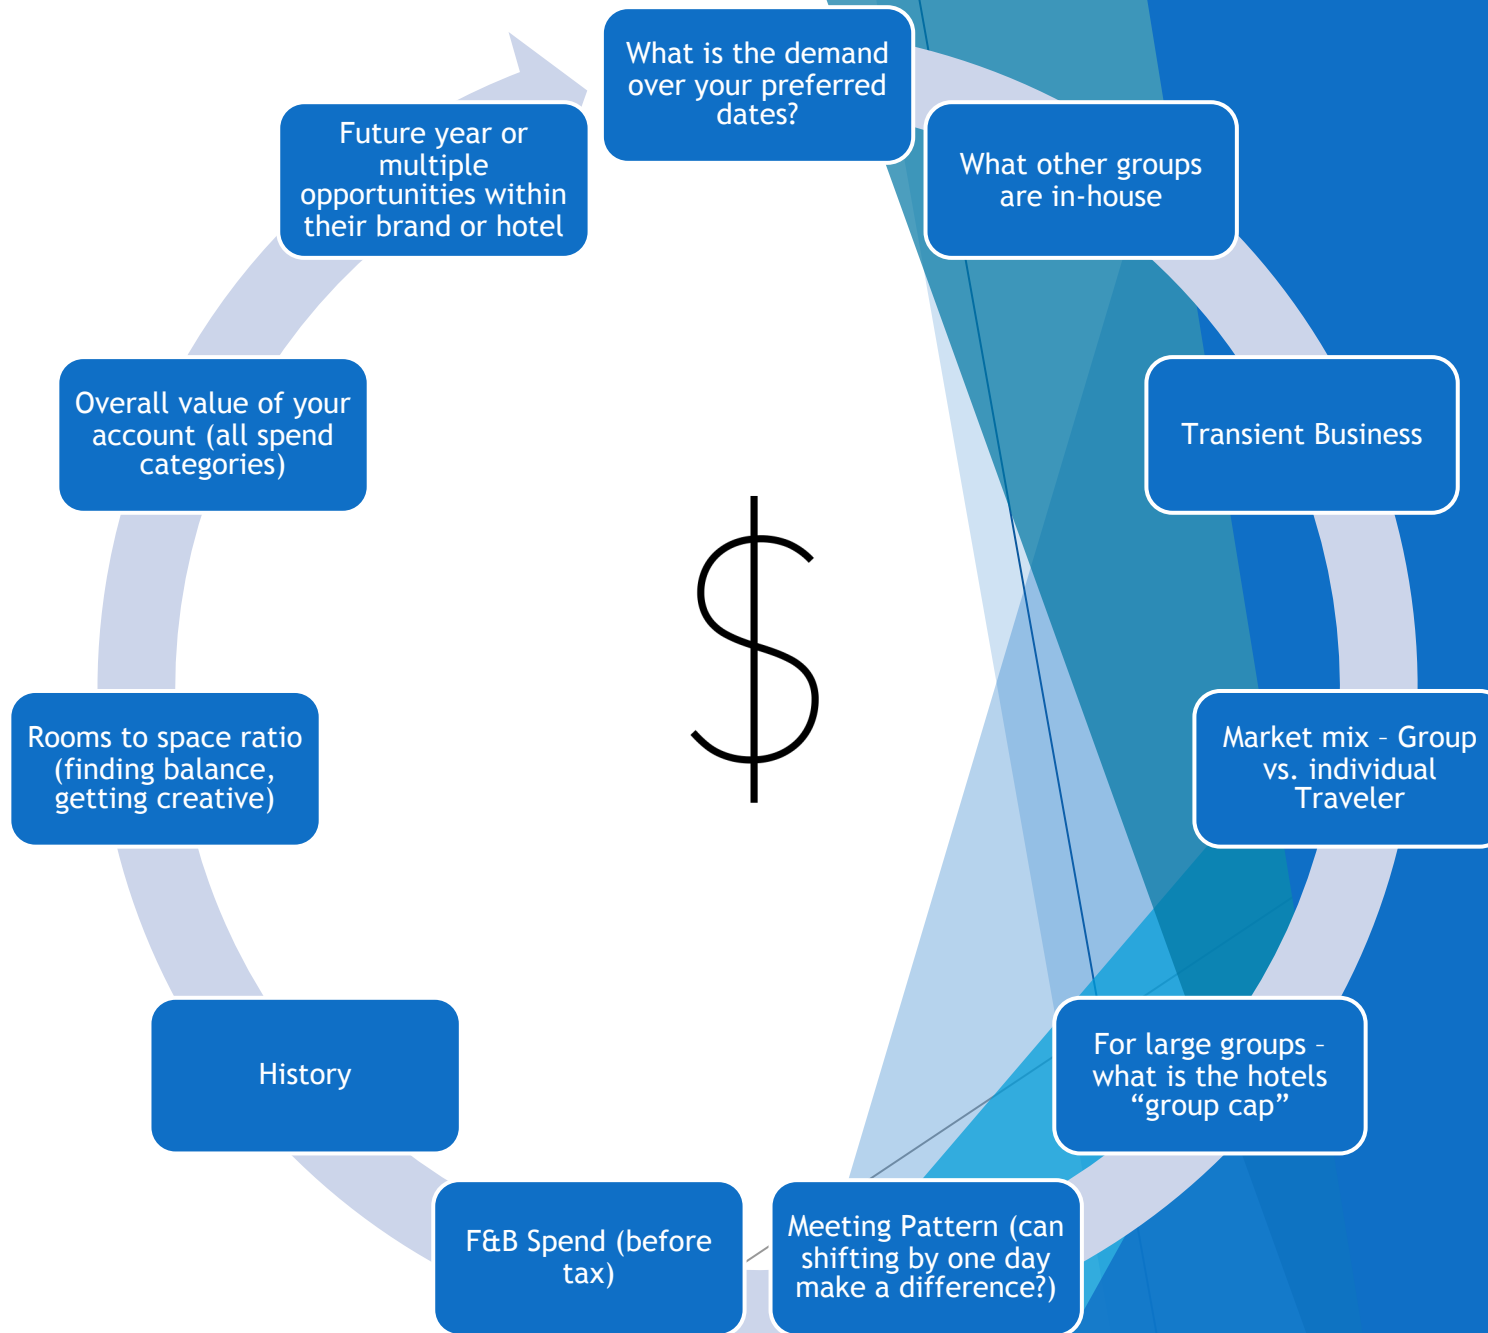 What is the demand
over your preferred
dates?
What other groups
are in-house
Transient Business
Market mix – Group
vs. individual
Traveler
For large groups –
what is the hotels
“group cap”
Meeting Pattern (can
shifting by one day
make a difference?)
F&B Spend (before
tax)
History
Rooms to space ratio
(finding balance,
getting creative)
Overall value of your
account (all spend
categories)
Future year or
multiple
opportunities within
their brand or hotel
$